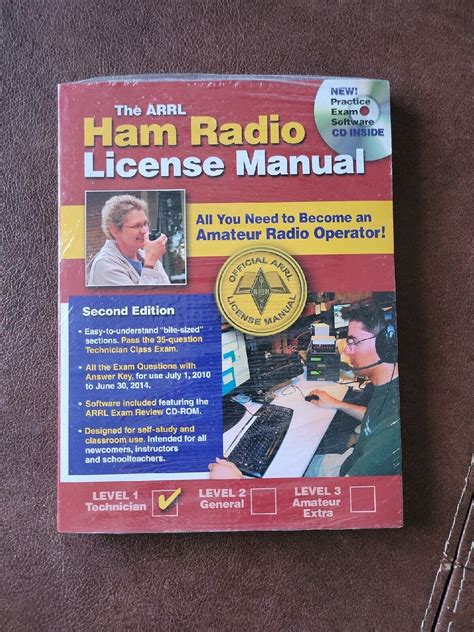 The ARRL
Ham Radio
License Manual
NEW!
Practice
Exam
Software
CD INSIDE
All You Need to Become an
Amateur Radio Operator!
OFFICIAL ARRL
LICENSE MANUAL
Second Edition
• Easy-to-understand "bite-sized"
sections. Pass the 35-question
Technician Class Exam.
• All the Exam Questions with
Answer Key, for use July 1, 2010
to June 30, 2014.
• Software included featuring the
ARRL Exam Review CD-ROM.
• Designed for self-study and
classroom use. Intended for all
newcomers, instructors
and schoolteachers.
LEVEL 1
Technician
LEVEL 2
General
LEVEL 3
Amateur
Extra